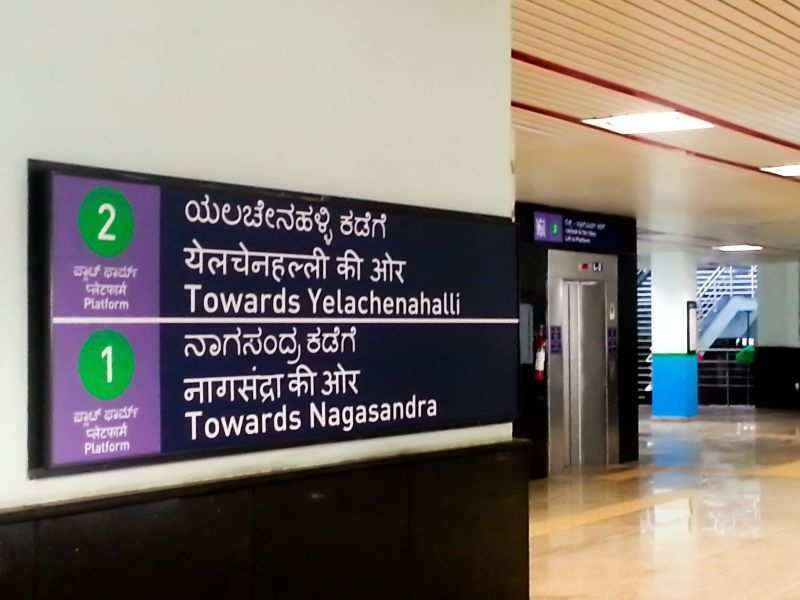 2
ಪ್ಲಾಟ್ ಫಾರ್ಮ್
प्लेटफार्म
Platform
ಯಲಚೇನಹಳ್ಳಿ ಕಡೆಗೆ
येलचेनहल्ली की ओर
Towards Yelachenahalli
1
ಪ್ಲಾಟ್ ಫಾರ್ಮ್
प्लेटफार्म
Platform
ನಾಗಸಂದ್ರ ಕಡೆಗೆ
नागसंद्रा की ओर
Towards Nagasandra